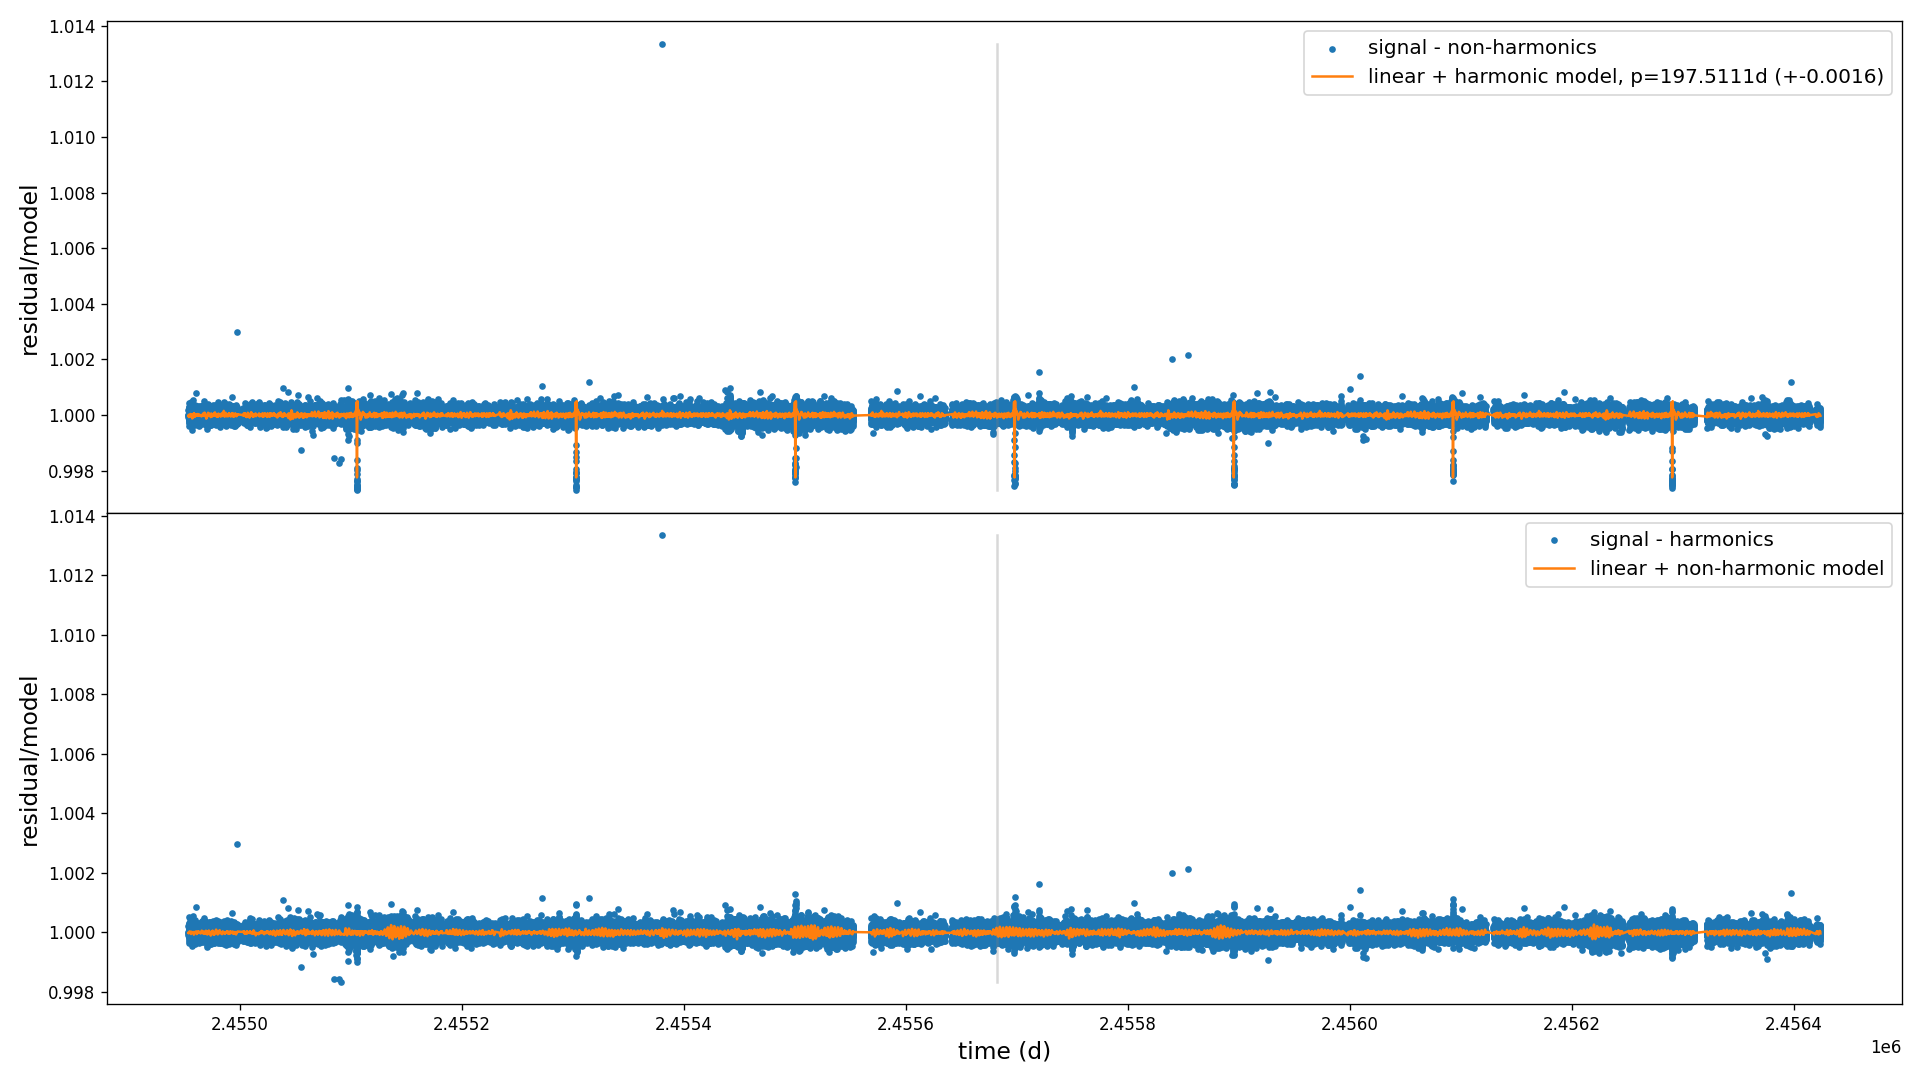 1.014
1.012
1.010
1.008
1.006
1.004
1.002
1.000
0.998
residual/model
signal - non-harmonics
linear + harmonic model, p=197.5111d (+-0.0016)
1.014
1.012
1.010
1.008
1.006
1.004
1.002
1.000
0.998
residual/model
signal - harmonics
linear + non-harmonic model
2.4550 2.4552 2.4554 2.4556 2.4558 2.4560 2.4562 2.4564
time (d)
1e6